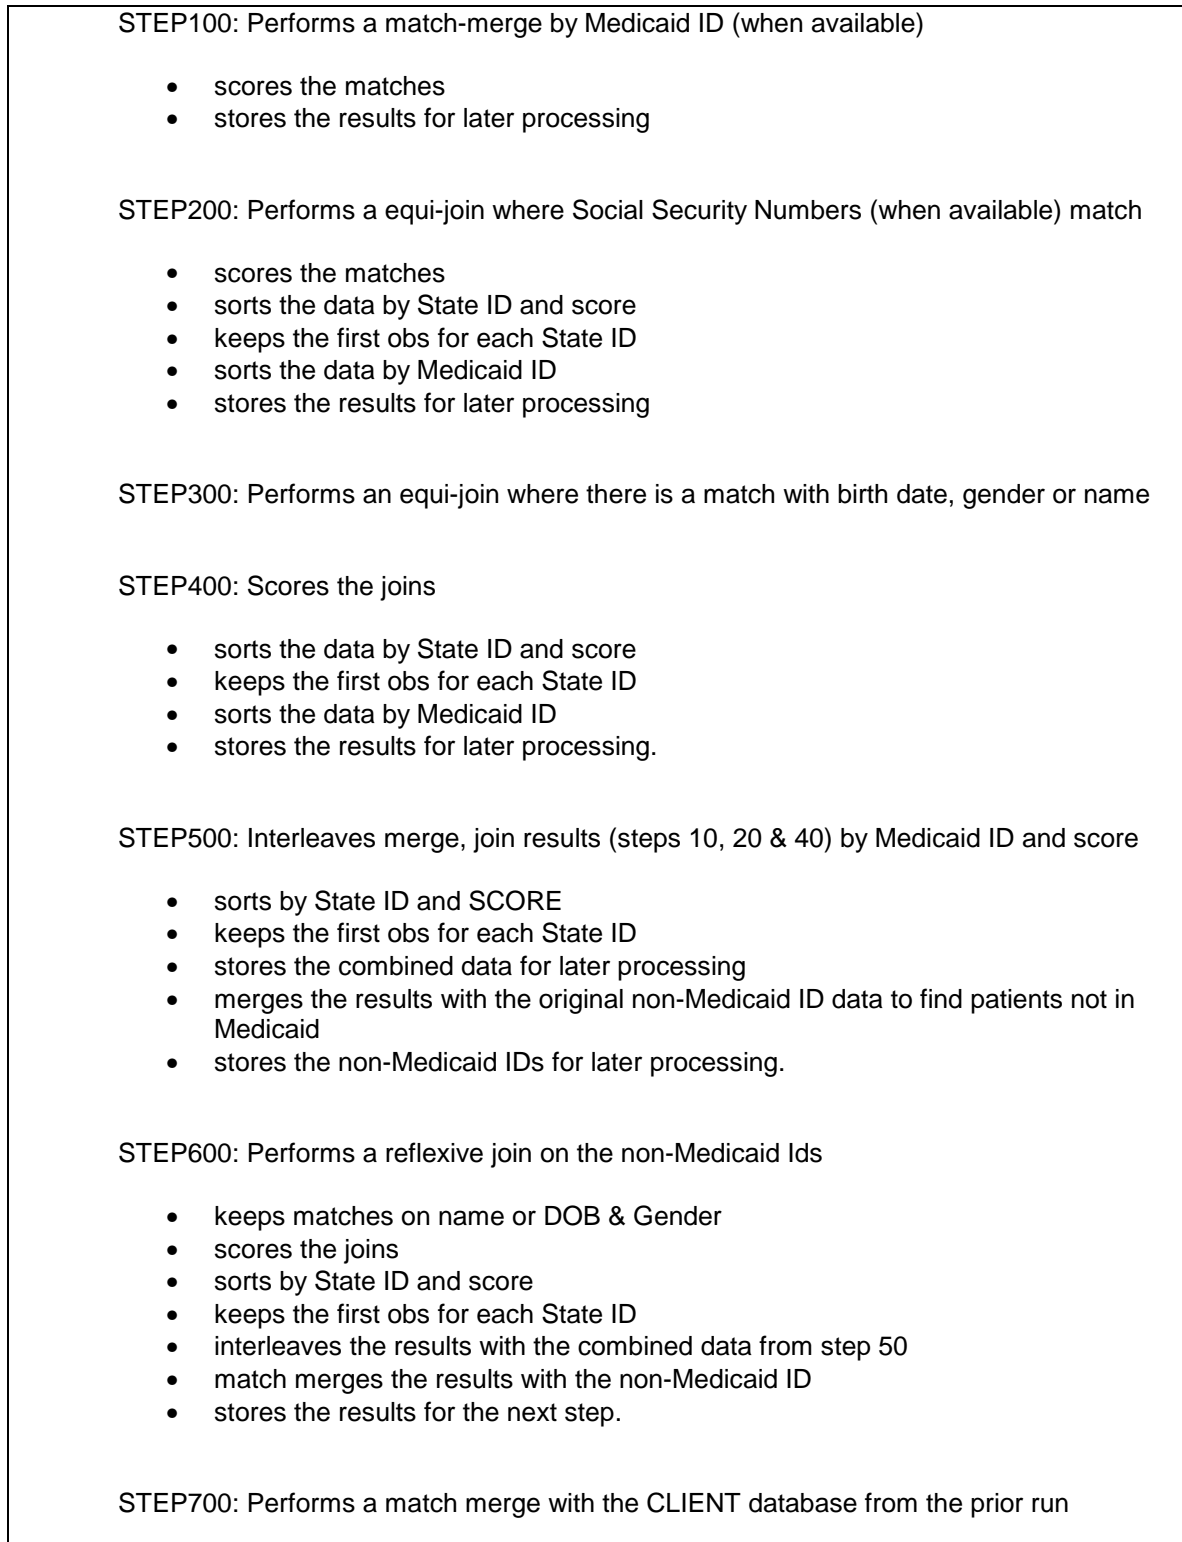 STEP100: Performs a match-merge by Medicaid ID (when available)
• scores the matches
• stores the results for later processing
STEP200: Performs a equi-join where Social Security Numbers (when available) match
• scores the matches
• sorts the data by State ID and score
• keeps the first obs for each State ID
• sorts the data by Medicaid ID
• stores the results for later processing
STEP300: Performs an equi-join where there is a match with birth date, gender or name
STEP400: Scores the joins
• sorts the data by State ID and score
• keeps the first obs for each State ID
• sorts the data by Medicaid ID
• stores the results for later processing.
STEP500: Interleaves merge, join results (steps 10, 20 & 40) by Medicaid ID and score
• sorts by State ID and SCORE
• keeps the first obs for each State ID
• stores the combined data for later processing
• merges the results with the original non-Medicaid ID data to find patients not in
Medicaid
• stores the non-Medicaid IDs for later processing.
STEP600: Performs a reflexive join on the non-Medicaid Ids
• keeps matches on name or DOB & Gender
• scores the joins
• sorts by State ID and score
• keeps the first obs for each State ID
• interleaves the results with the combined data from step 50
• match merges the results with the non-Medicaid ID
• stores the results for the next step.
STEP700: Performs a match merge with the CLIENT database from the prior run